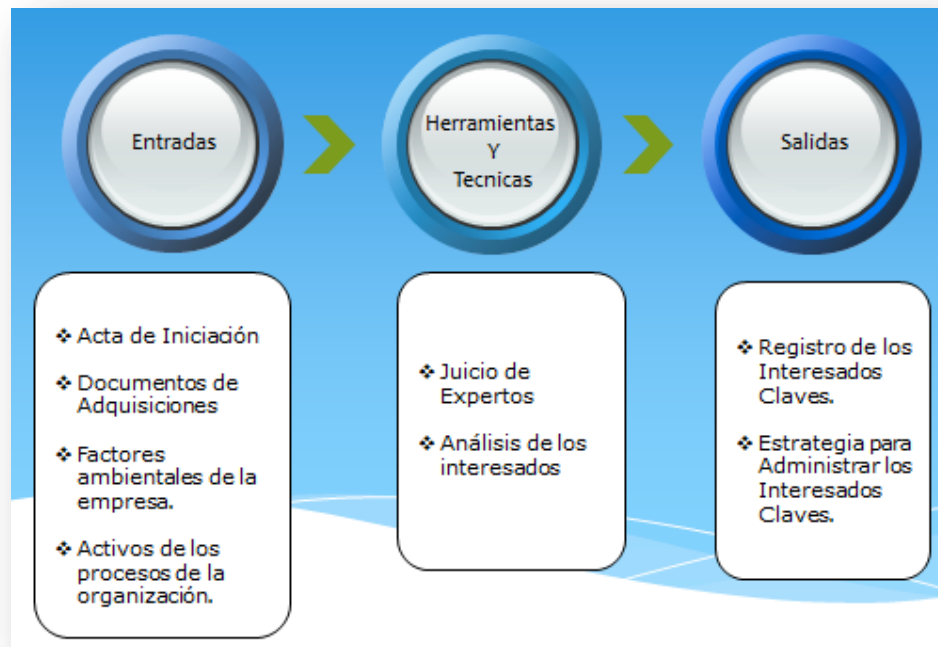 Entradas
Herramientas
Y
Tecnicas
Salidas
❖ Acta de Iniciación
❖ Documentos de
Adquisiciones
❖ Factores
ambientales de la
empresa.
❖ Activos de los
procesos de la
organización.
❖ Juicio de
Expertos
❖ Análisis de los
interesados
❖ Registro de los
Interesados
Claves.
❖ Estrategia para
Administrar los
Interesados
Claves.